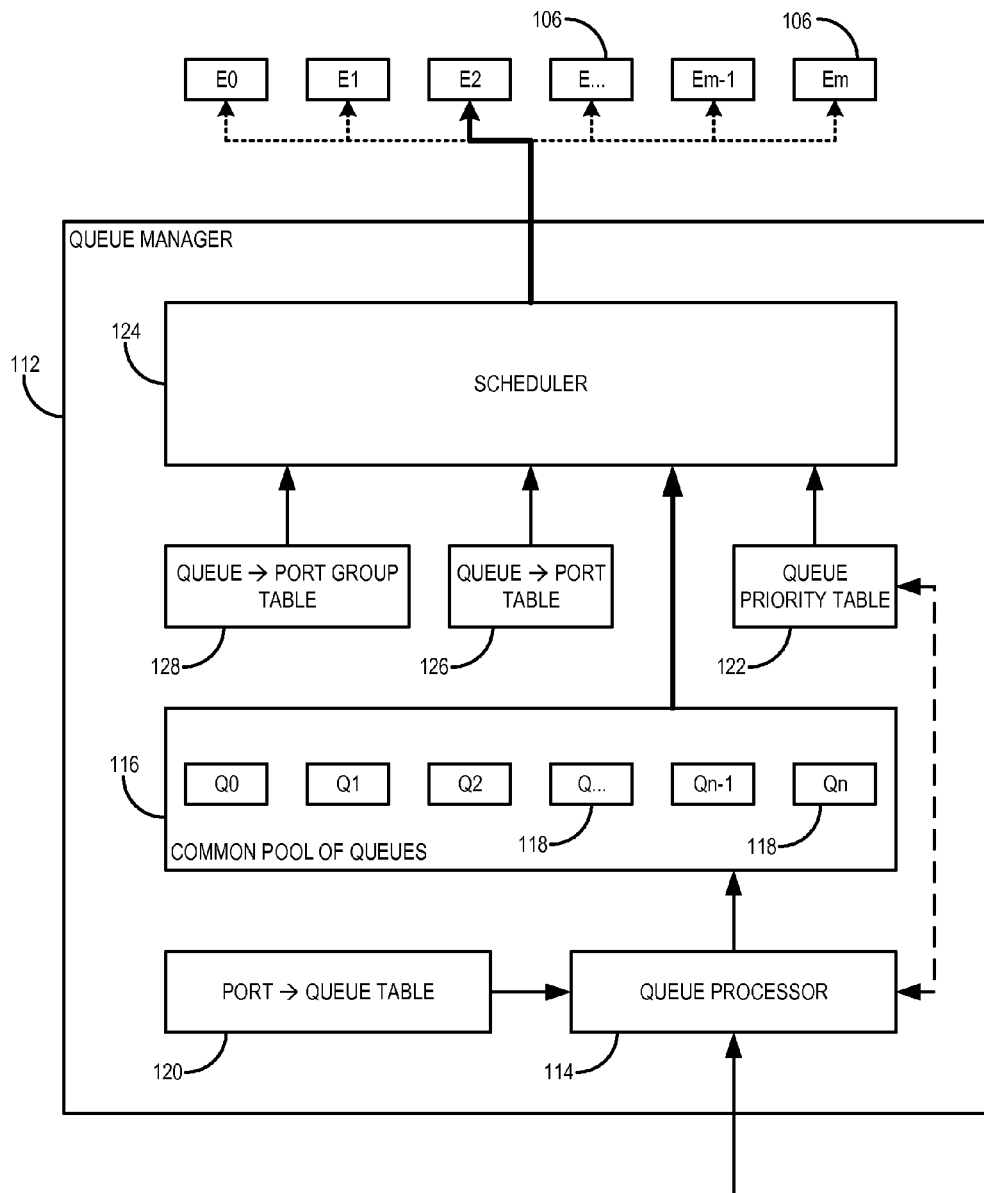 106 106
E0 E1 E2 E... Em-1 Em
QUEUE MANAGER
124
112
SCHEDULER
QUEUE → PORT GROUP
TABLE
QUEUE → PORT
TABLE
QUEUE
PRIORITY TABLE
128 126 122
116
Q0 Q1 Q2 Q... Qn-1 Qn
118 118
COMMON POOL OF QUEUES
PORT → QUEUE TABLE QUEUE PROCESSOR
120 114